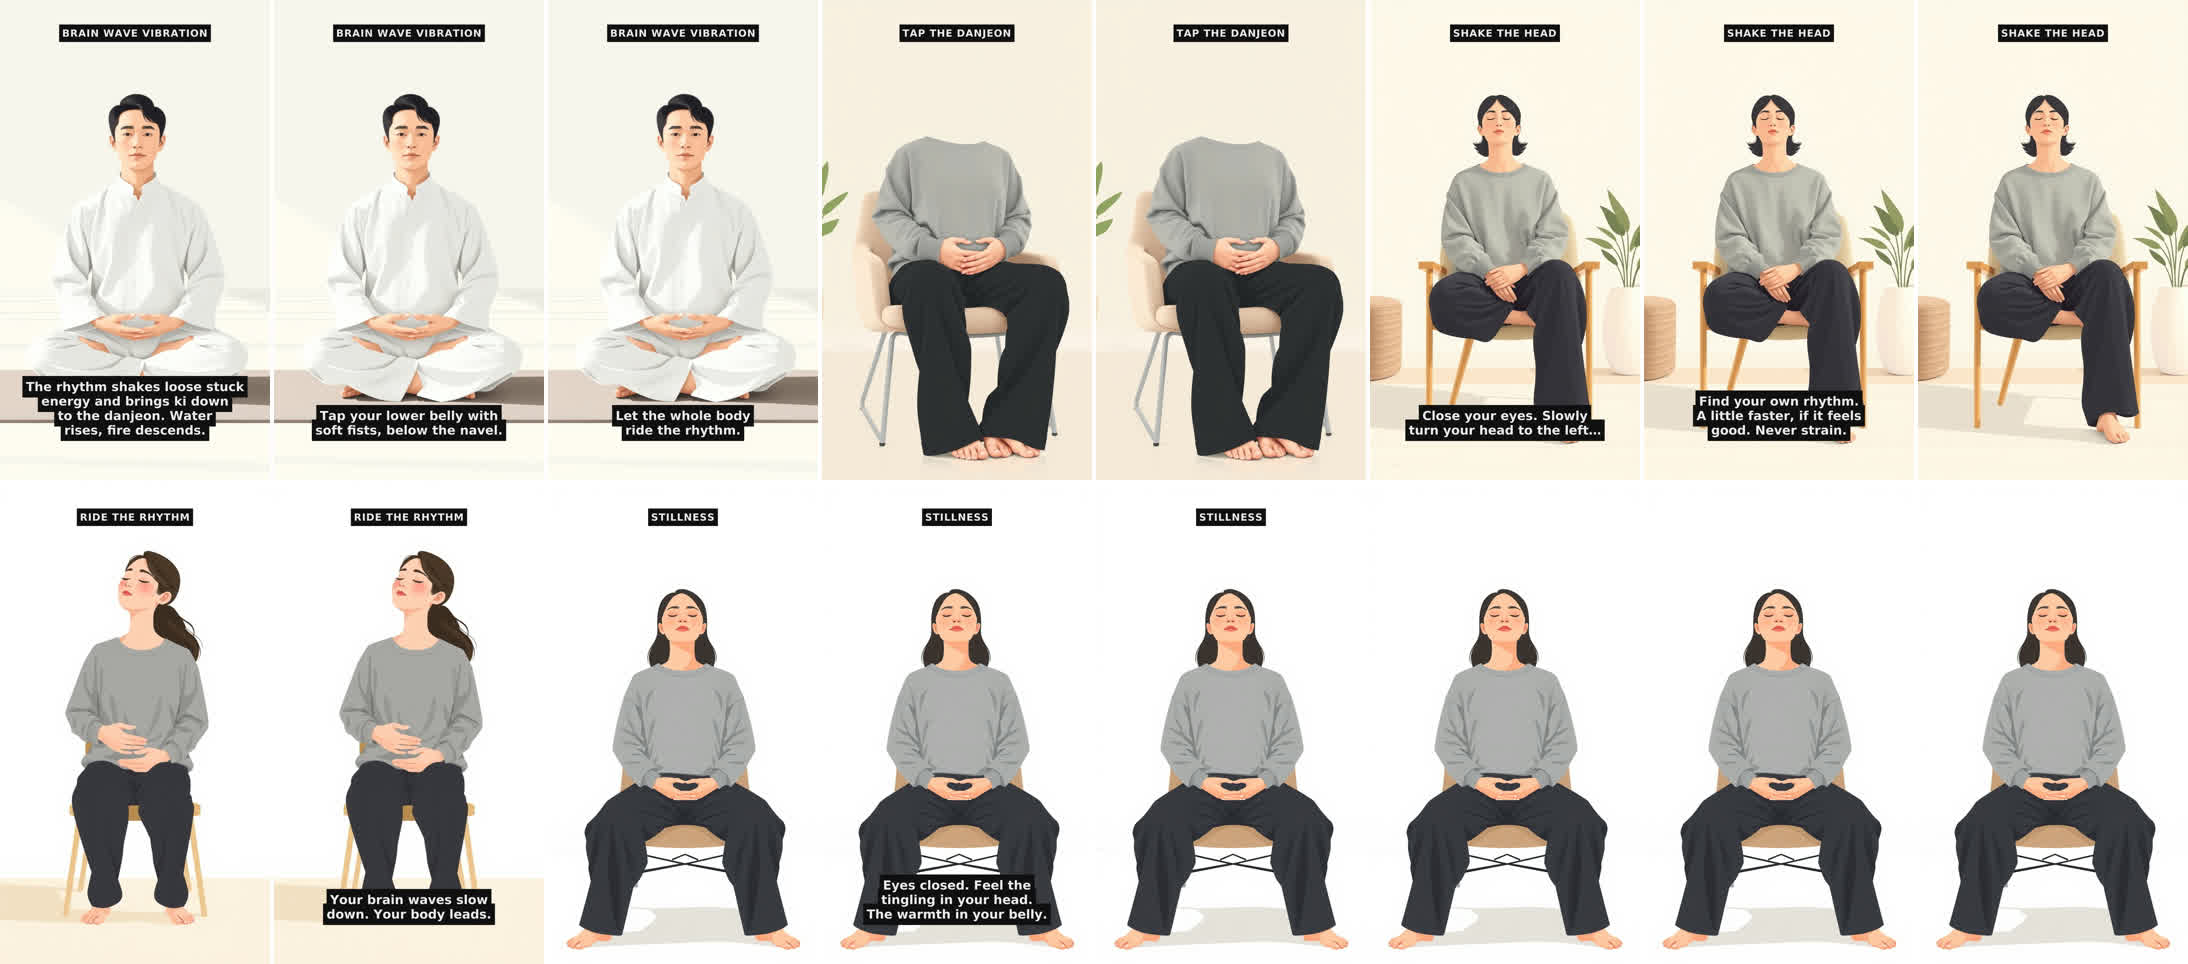 BRAIN WAVE VIBRATION
The rhythm shakes loose stuck
energy and brings ki down
to the danjeon. Water
rises, fire descends.
BRAIN WAVE VIBRATION
Tap your lower belly with
soft fists, below the navel.
BRAIN WAVE VIBRATION
Let the whole body
ride the rhythm.
TAP THE DANJEON
TAP THE DANJEON
SHAKE THE HEAD
Close your eyes. Slowly
turn your head to the left...
SHAKE THE HEAD
Find your own rhythm.
A little faster, if it feels
good. Never strain.
SHAKE THE HEAD
RIDE THE RHYTHM
RIDE THE RHYTHM
Your brain waves slow
down. Your body leads.
STILLNESS
STILLNESS
Eyes closed. Feel the
tingling in your head.
The warmth in your belly.
STILLNESS